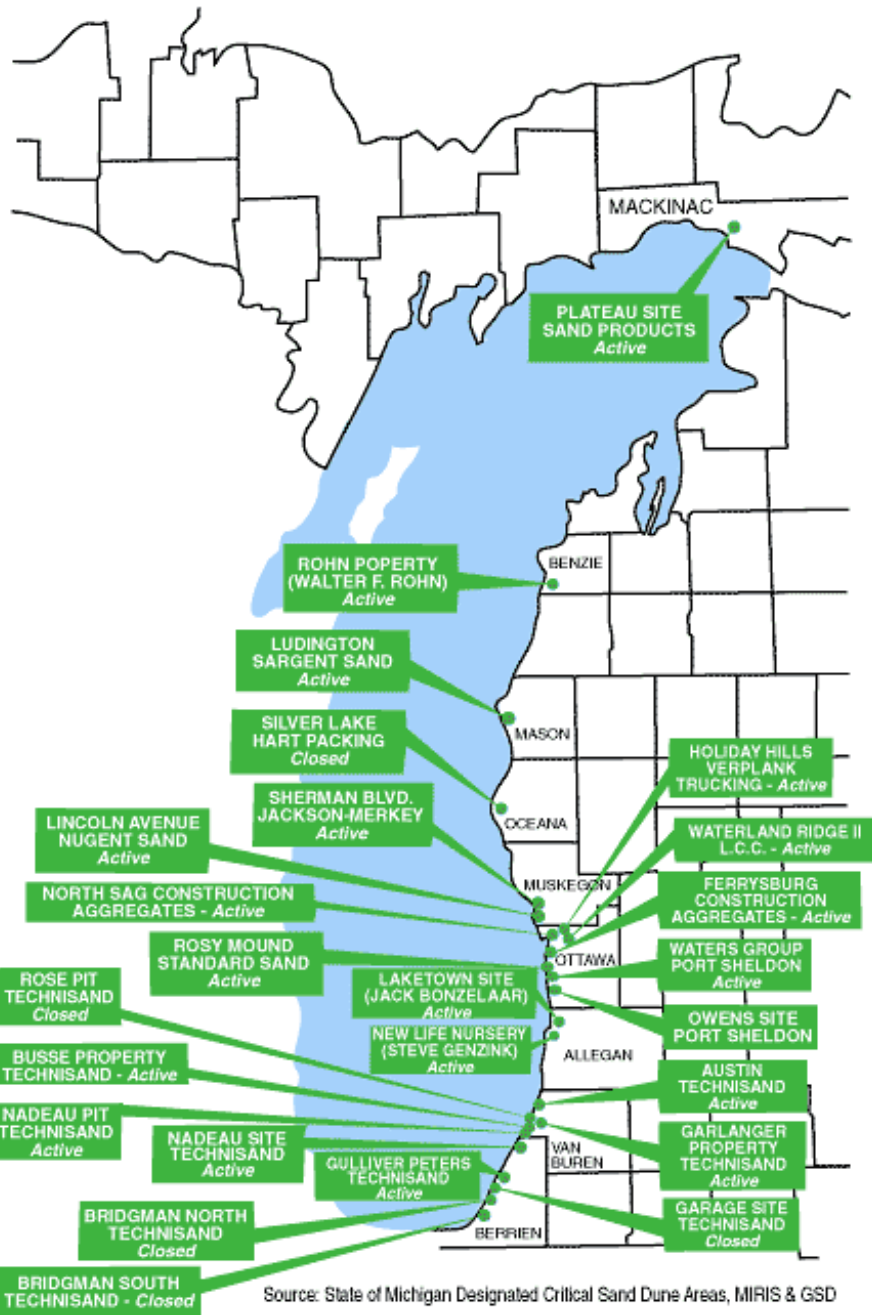 MACKINAC
PLATEAU SITE
SAND PRODUCTS
Active
ROHN POPERTY
(WALTER F. ROHN)
Active
BENZIE
LUDINGTON
SARGENT SAND
Active
MASON
SILVER LAKE
HART PACKING
Closed
OCEANA
HOLIDAY HILLS
VERPLANK
TRUCKING - Active
SHERMAN BLVD.
JACKSON-MERKEY
Active
LINCOLN AVENUE
NUGENT SAND
Active
WATERLAND RIDGE II
L.C.C. - Active
MUSKEGON
NORTH SAG CONSTRUCTION
AGGREGATES - Active
FERRYSBURG
CONSTRUCTION
AGGREGATES - Active
ROSY MOUND
STANDARD SAND
Active
OTTAWA
WATERS GROUP
PORT SHELDON
Active
ROSE PIT
TECHNISAND
Closed
LAKETOWN SITE
(JACK BONZELAAR)
Active
OWENS SITE
PORT SHELDON
NEW LIFE NURSERY
(STEVE GENZINK)
Active
ALLEGAN
BUSSE PROPERTY
TECHNISAND - Active
AUSTIN
TECHNISAND
Active
NADEAU PIT
TECHNISAND
Active
NADEAU SITE
TECHNISAND
Active
VAN
BUREN
GARLANGER
PROPERTY
TECHNISAND
Active
GULLIVER PETERS
TECHNISAND
Active
BRIDGMAN NORTH
TECHNISAND
Closed
GARAGE SITE
TECHNISAND
Closed
BERRIEN
BRIDGMAN SOUTH
TECHNISAND - Closed
Source: State of Michigan Designated Critical Sand Dune Areas, MIRIS & GSD